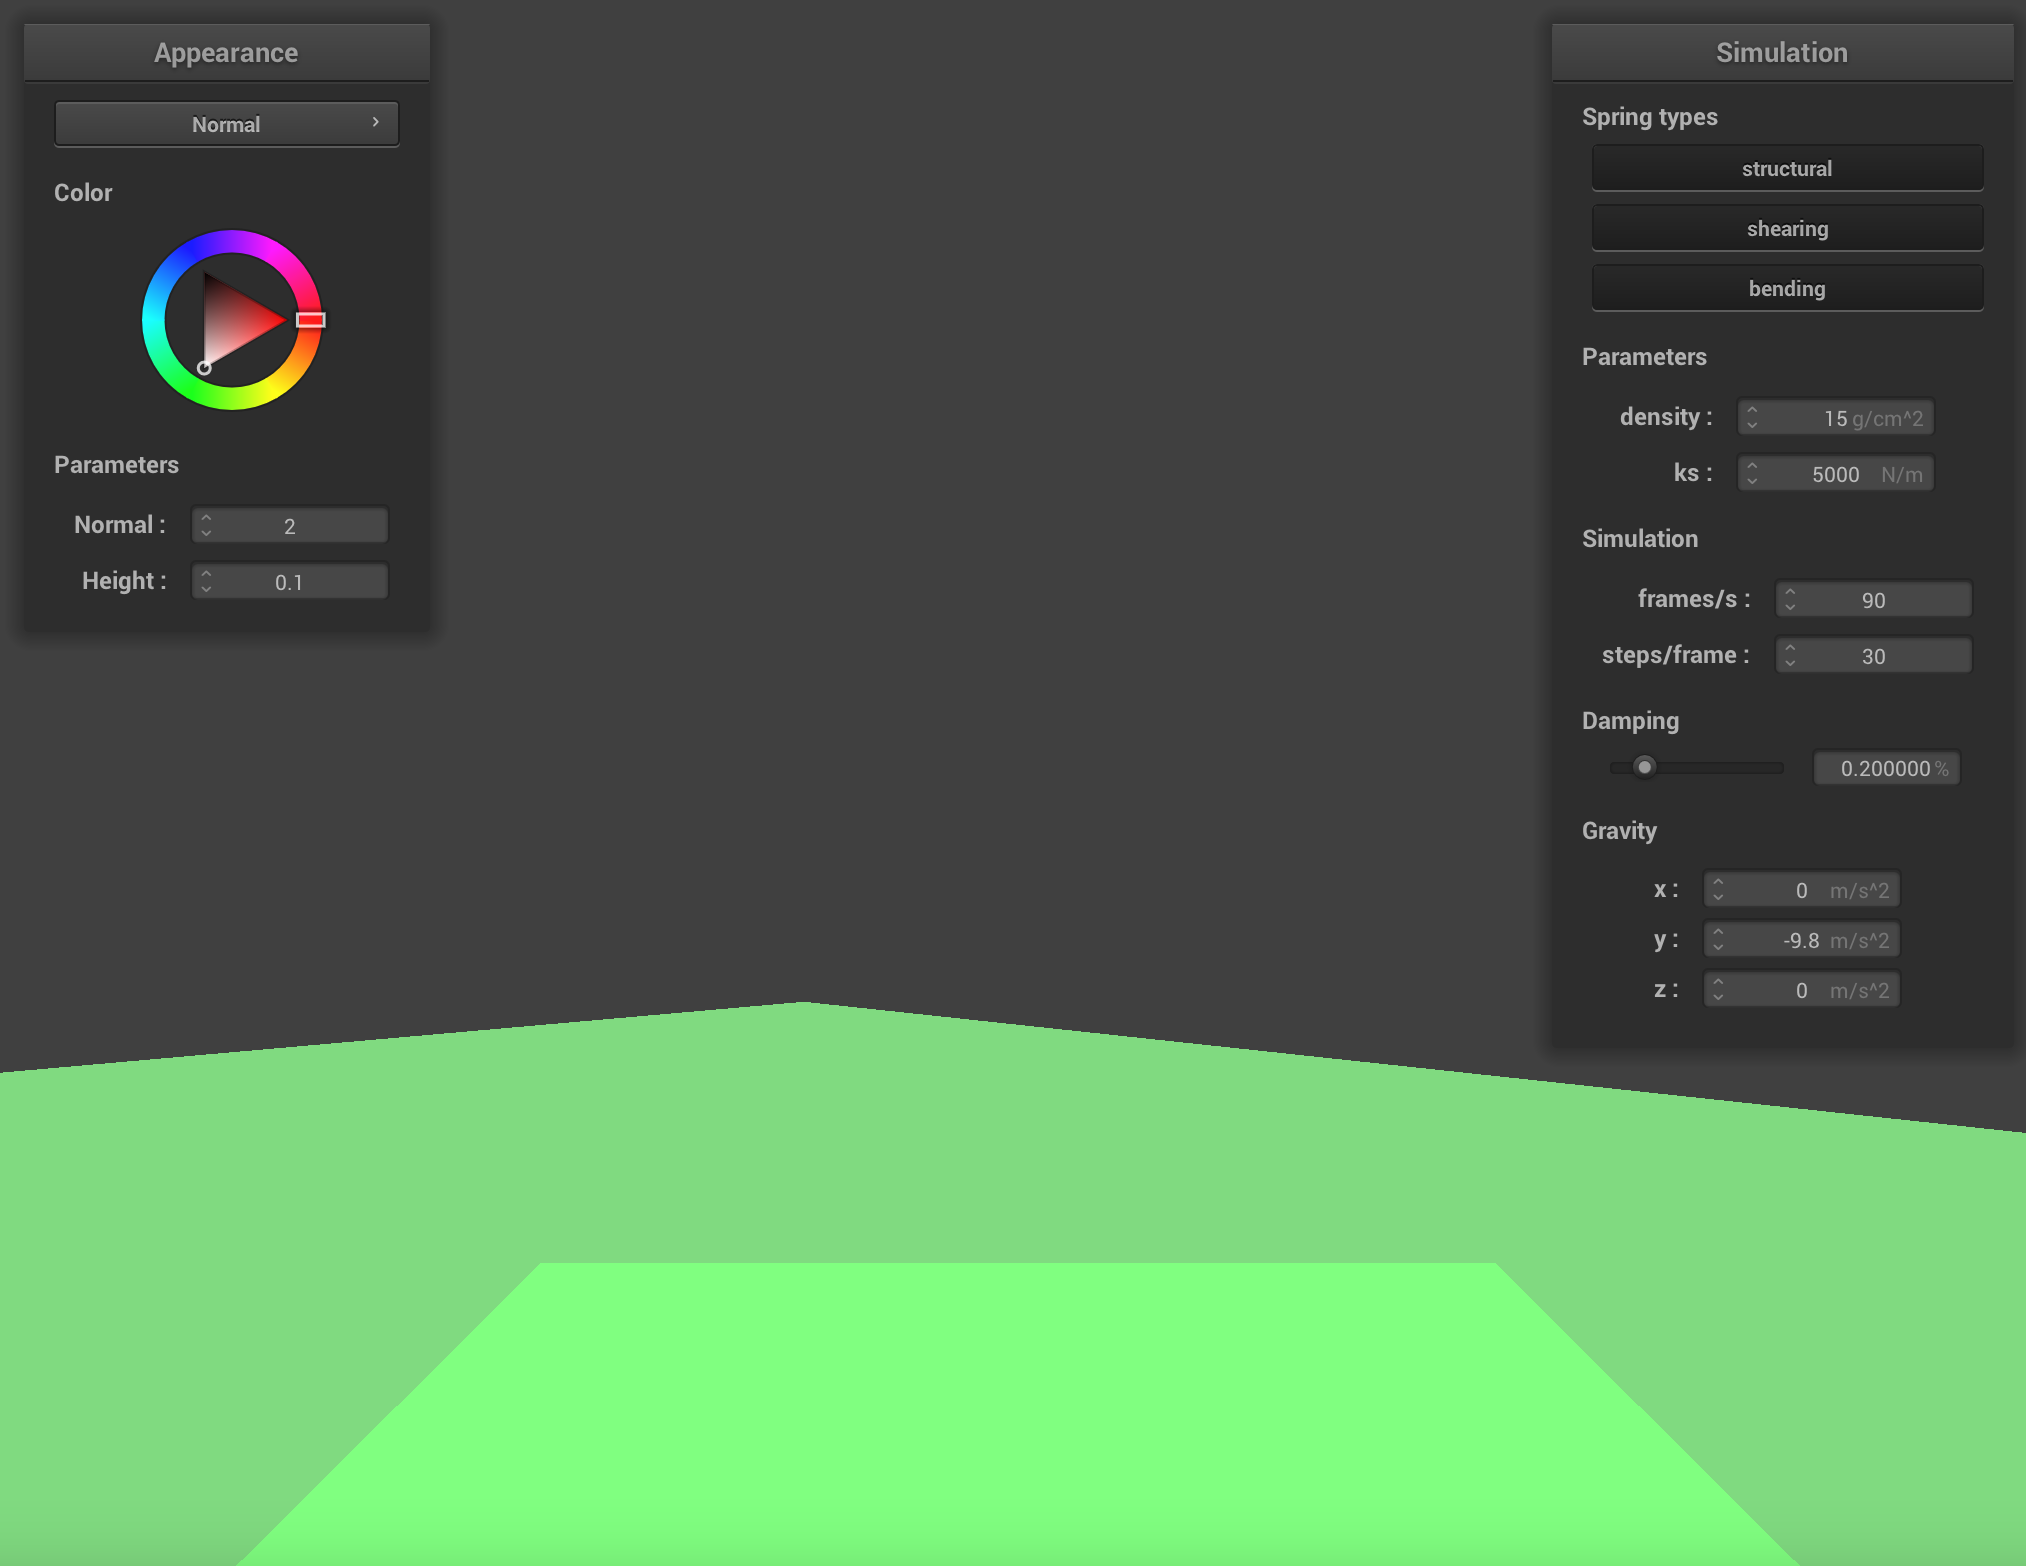 Appearance
Normal
Color
Parameters
Normal : 2
Height : 0.1
Simulation
Spring types
structural
shearing
bending
Parameters
density : 15 g/cm^2
ks : 5000 N/m
Simulation
frames/s : 90
steps/frame : 30
Damping
0.200000 %
Gravity
x : 0 m/s^2
y : -9.8 m/s^2
z : 0 m/s^2